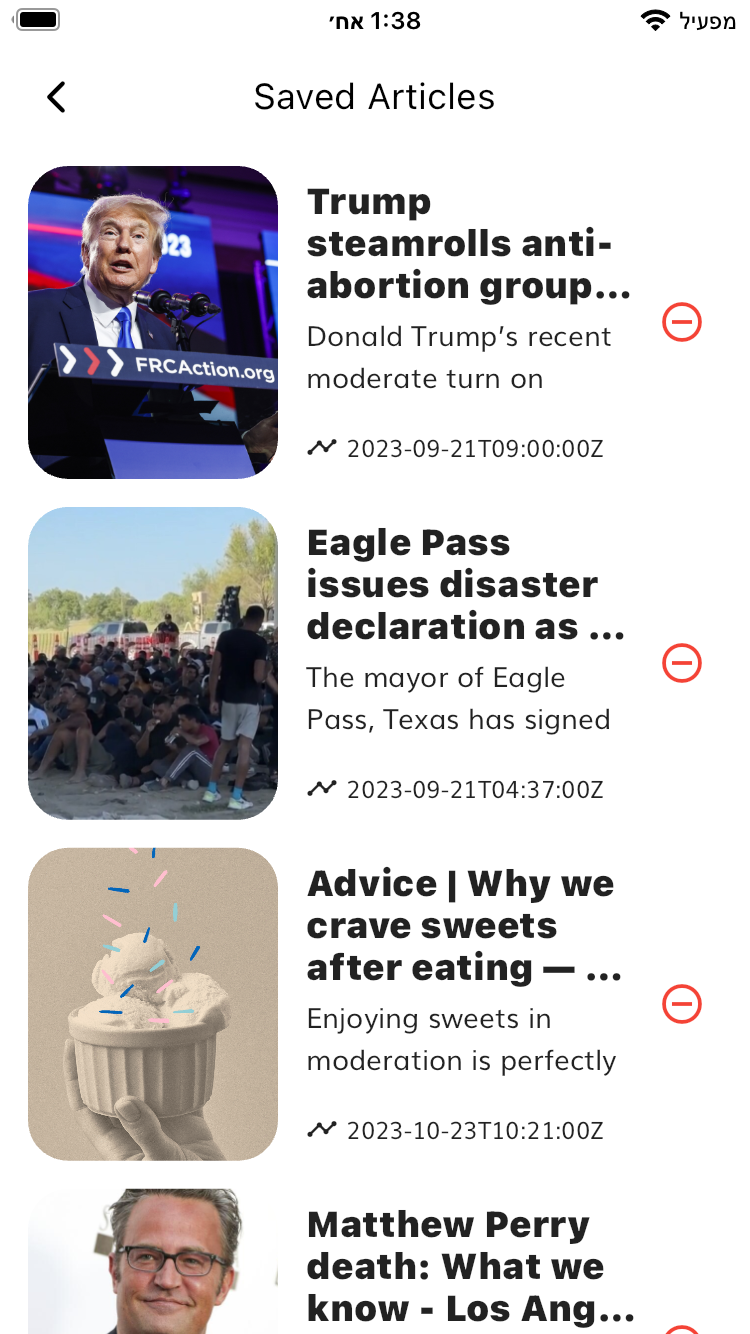 1:38 אח׳
מפעיל
Saved Articles
2023
FRCAction.org
Trump
steamrolls anti-
abortion group...
Donald Trump’s recent
moderate turn on
2023-09-21T09:00:00Z
Eagle Pass
issues disaster
declaration as ...
The mayor of Eagle
Pass, Texas has signed
2023-09-21T04:37:00Z
Advice | Why we
crave sweets
after eating — ...
Enjoying sweets in
moderation is perfectly
2023-10-23T10:21:00Z
Matthew Perry
death: What we
know - Los Ang...